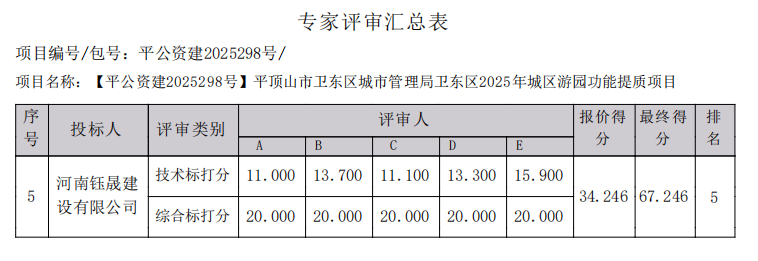 专家评审汇总表
项目编号/包号：平公资建2025298号/
项目名称：【平公资建2025298号】平顶山市卫东区城市管理局卫东区2025年城区游园功能提质项目
序号 投标人 评审类别 评审人 报价得分 最终得分 排名
A B C D E
5 河南钰晟建设有限公司 技术标打分 11.000 13.700 11.100 13.300 15.900 34.246 67.246 5
综合标打分 20.000 20.000 20.000 20.000 20.000